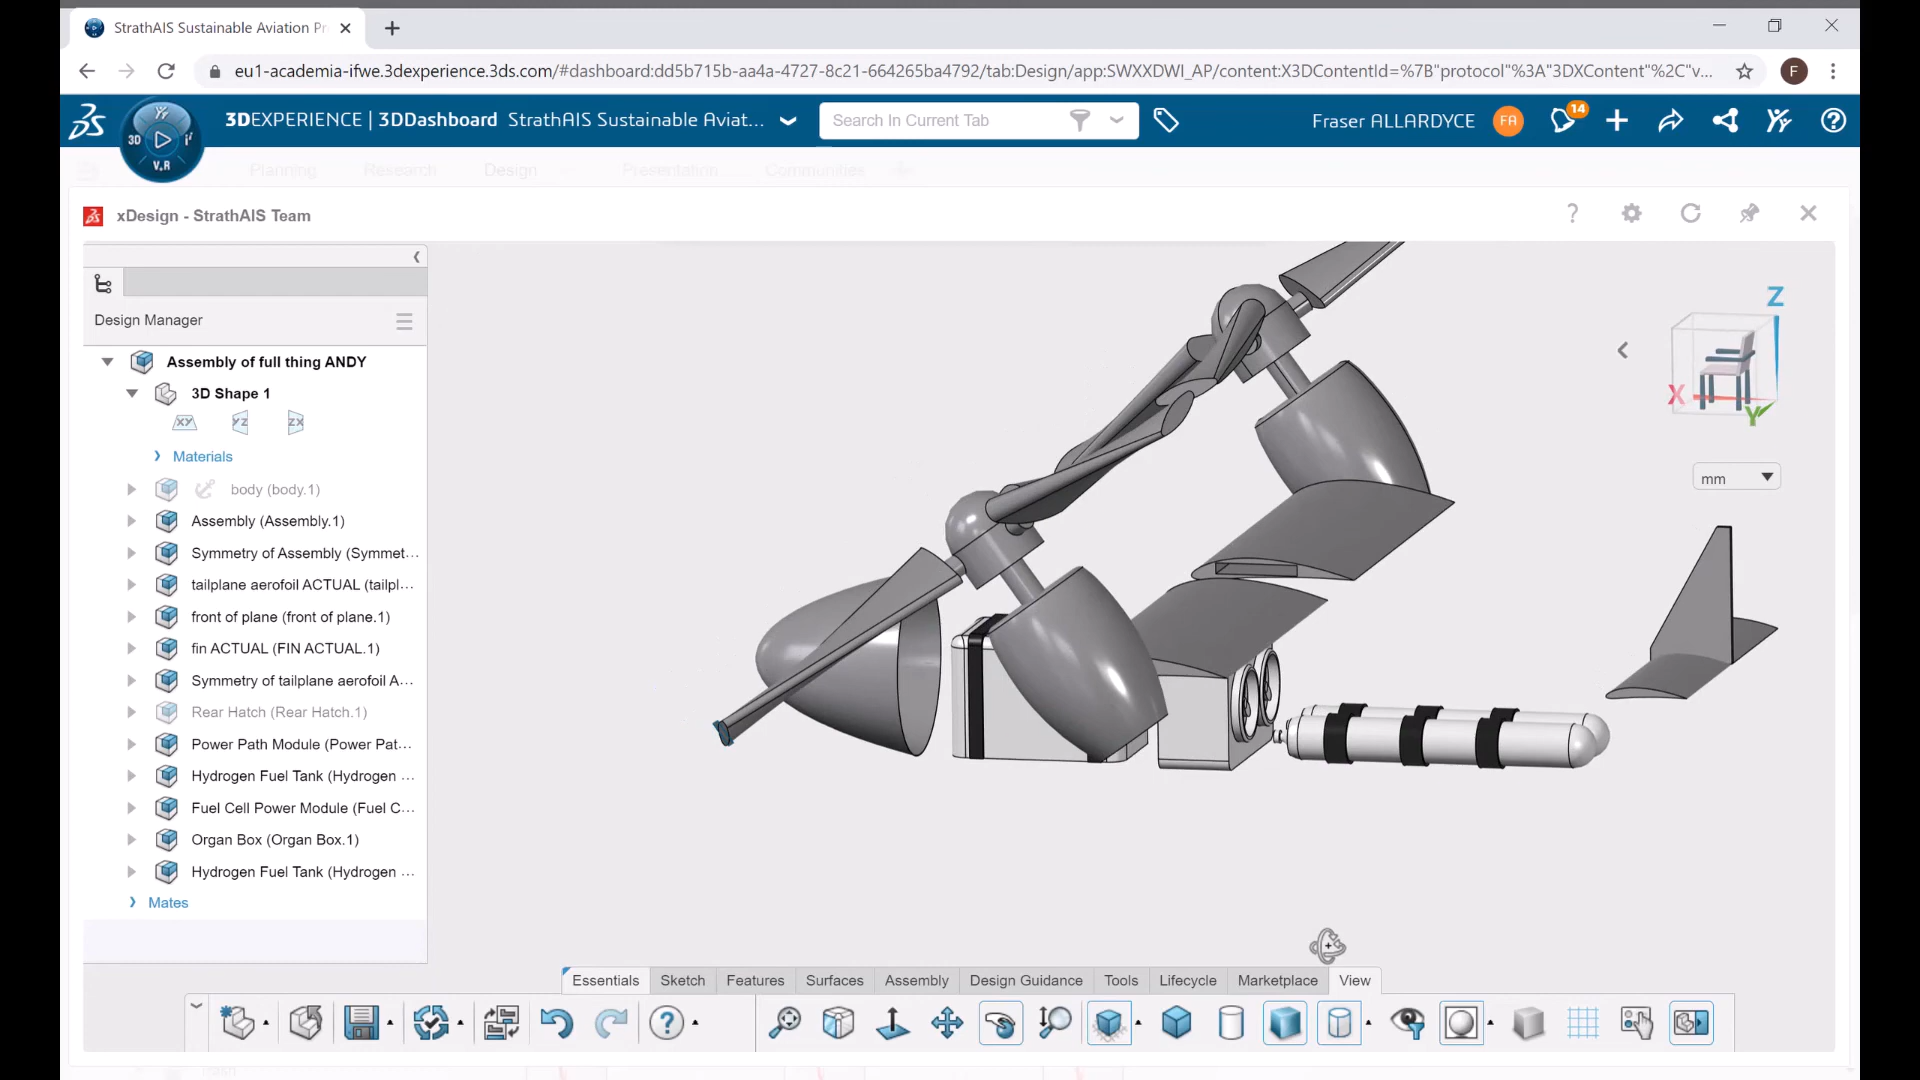 StrathAIS Sustainable Aviation Pr
eu1-academia-ifwe.3dexperience.3ds.com/#dashboard:dd5b715b-aa4a-4727-8c21-664265ba4792/tab:Design/app:SWXXDWI_AP/content:X3DContentId=%7B"protocol"%3A"3DXContent"%2C"v...
F
3DEXPERIENCE | 3DDashboard StrathAIS Sustainable Aviat...
Search In Current Tab
Fraser ALLARDYCE
FA
14
3D
V.R
Planning
Research
Design
Presentation
Communities
xDesign - StrathAIS Team
Design Manager
Assembly of full thing ANDY
3D Shape 1
XY YZ ZX
Materials
body (body.1)
Assembly (Assembly.1)
Symmetry of Assembly (Symmet...
tailplane aerofoil ACTUAL (tailpl...
front of plane (front of plane.1)
fin ACTUAL (FIN ACTUAL.1)
Symmetry of tailplane aerofoil A...
Rear Hatch (Rear Hatch.1)
Power Path Module (Power Pat...
Hydrogen Fuel Tank (Hydrogen ...
Fuel Cell Power Module (Fuel C...
Organ Box (Organ Box.1)
Hydrogen Fuel Tank (Hydrogen ...
Mates
Z
X
Y
mm
Essentials
Sketch
Features
Surfaces
Assembly
Design Guidance
Tools
Lifecycle
Marketplace
View